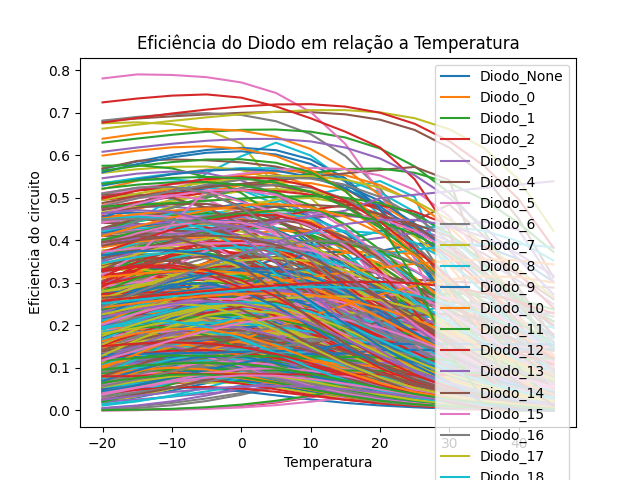 Eficiência do Diodo em relação a Temperatura
Eficiencia do circuito
0.8
0.7
0.6
0.5
0.4
0.3
0.2
0.1
0.0
−20
−10
0
10
20
30
40
Temperatura
Diodo_None
Diodo_0
Diodo_1
Diodo_2
Diodo_3
Diodo_4
Diodo_5
Diodo_6
Diodo_7
Diodo_8
Diodo_9
Diodo_10
Diodo_11
Diodo_12
Diodo_13
Diodo_14
Diodo_15
Diodo_16
Diodo_17
Diodo_18